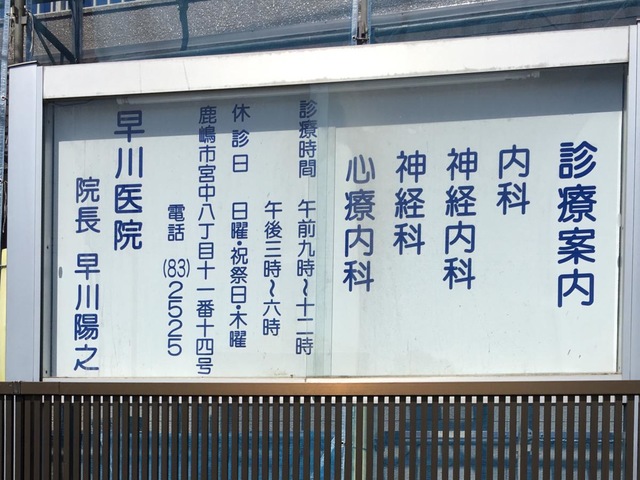 診療案内
内科
神経内科
神経科
心療内科
診療時間 午前九時~十二時
午後三時~六時
休診日 日曜・祝祭日・木曜
鹿嶋市宮中八丁目十一番十四号
電話 (83)2525
早川医院
院長 早川陽之